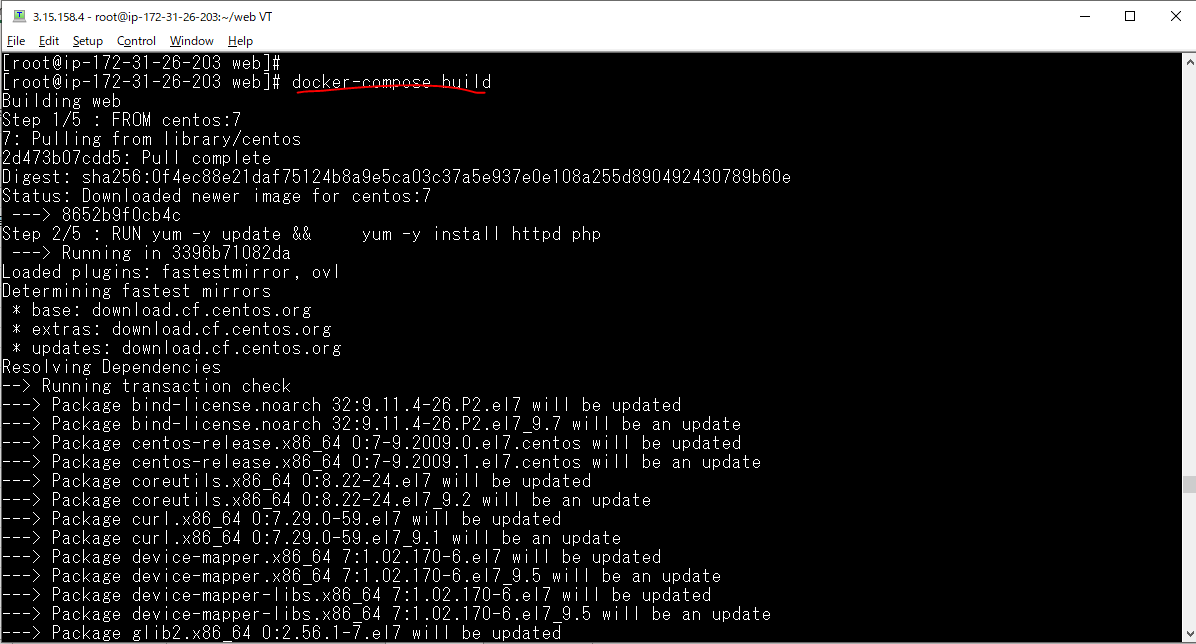 3.15.158.4 - root@ip-172-31-26-203:~/web VT
File Edit Setup Control Window Help
[root@ip-172-31-26-203 web]#
[root@ip-172-31-26-203 web]# docker-compose build
Building web
Step 1/5 : FROM centos:7
7: Pulling from library/centos
2d473b07cdd5: Pull complete
Digest: sha256:0f4ec88e21daf75124b8a9e5ca03c37a5e937e0e108a255d890492430789b60e
Status: Downloaded newer image for centos:7
 ---> 8652b9f0cb4c
Step 2/5 : RUN yum -y update &&     yum -y install httpd php
 ---> Running in 3396b71082da
Loaded plugins: fastestmirror, ovl
Determining fastest mirrors
 * base: download.cf.centos.org
 * extras: download.cf.centos.org
 * updates: download.cf.centos.org
Resolving Dependencies
--> Running transaction check
---> Package bind-license.noarch 32:9.11.4-26.P2.el7 will be updated
---> Package bind-license.noarch 32:9.11.4-26.P2.el7_9.7 will be an update
---> Package centos-release.x86_64 0:7-9.2009.0.el7.centos will be updated
---> Package centos-release.x86_64 0:7-9.2009.1.el7.centos will be an update
---> Package coreutils.x86_64 0:8.22-24.el7 will be updated
---> Package coreutils.x86_64 0:8.22-24.el7_9.2 will be an update
---> Package curl.x86_64 0:7.29.0-59.el7 will be updated
---> Package curl.x86_64 0:7.29.0-59.el7_9.1 will be an update
---> Package device-mapper.x86_64 7:1.02.170-6.el7 will be updated
---> Package device-mapper.x86_64 7:1.02.170-6.el7_9.5 will be an update
---> Package device-mapper-libs.x86_64 7:1.02.170-6.el7 will be updated
---> Package device-mapper-libs.x86_64 7:1.02.170-6.el7_9.5 will be an update
---> Package glib2.x86_64 0:2.56.1-7.el7 will be updated